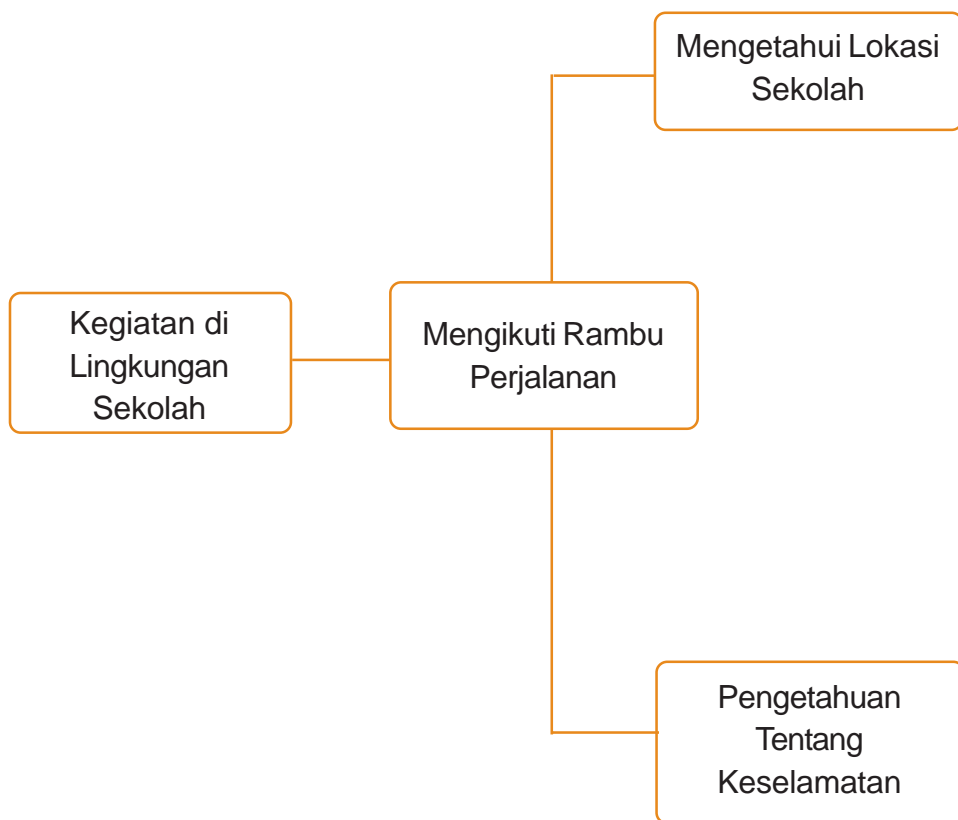 Mengetahui Lokasi
Sekolah
Kegiatan di
Lingkungan
Sekolah
Mengikuti Rambu
Perjalanan
Pengetahuan
Tentang
Keselamatan